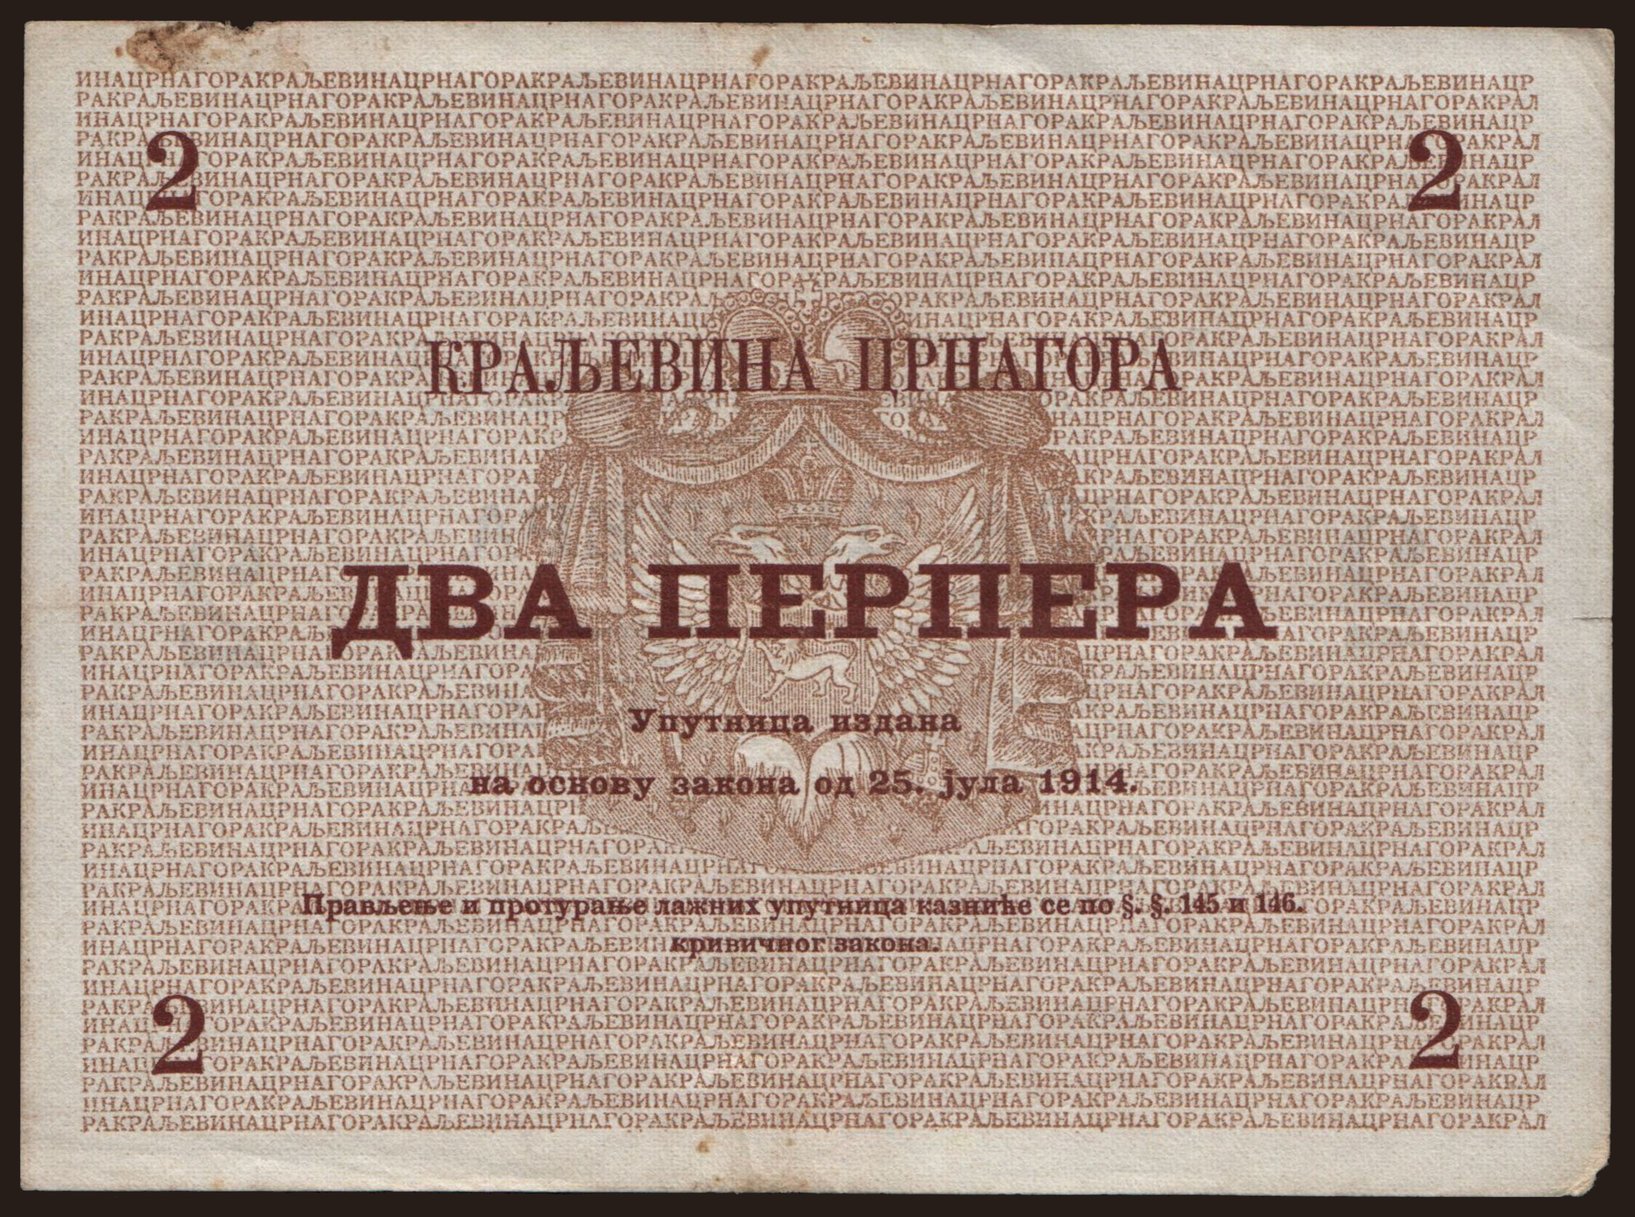 2 2
КРАЉЕВИНА ЦРНАГОРА
ДВА ПЕРПЕРА
Упутница издана
на основу закона од 25. јула 1914.
Прављење и протурање лажних упутница казниће се по §. §. 145 и 146.
кривичног закона.
2 2